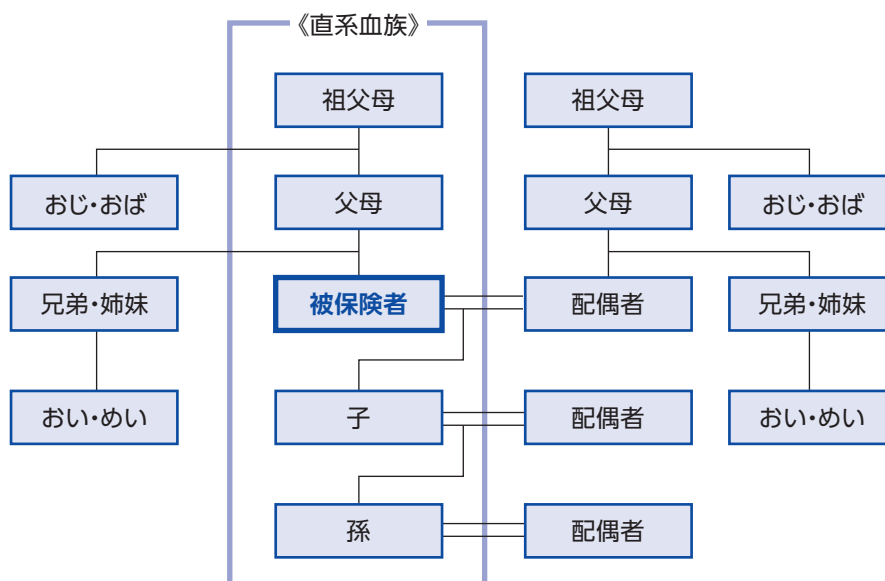 《直系血族》
祖父母
祖父母
おじ・おば
父母
父母
おじ・おば
兄弟・姉妹
被保険者
配偶者
兄弟・姉妹
おい・めい
子
配偶者
おい・めい
孫
配偶者